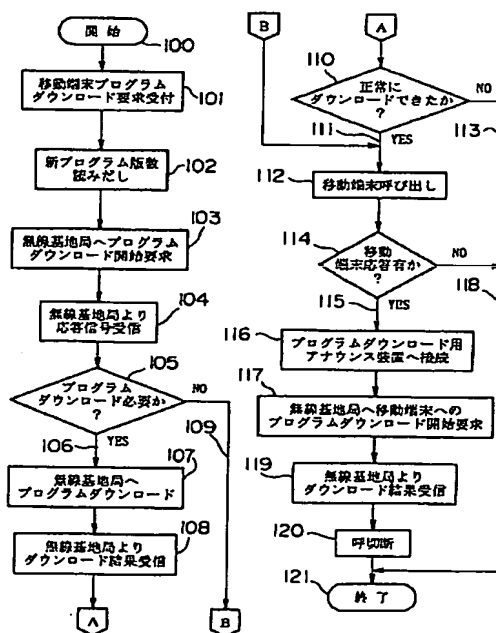 開始
100
移動端末プログラム
ダウンロード要求受付
101
新プログラム版数
読みだし
102
103
無線基地局へプログラム
ダウンロード開始要求
104
無線基地局より
応答信号受信
105
プログラム
ダウンロード必要か
?
NO
106
YES
109
107
無線基地局へ
プログラムダウンロード
108
無線基地局より
ダウンロード結果受信
A
B
B
A
110
正常に
ダウンロードできたか
?
NO
111
YES
113
112
移動端末呼び出し
114
移動
端末応答有か
?
NO
115
YES
118
116
プログラムダウンロード用
アナウンス装置へ接続
117
無線基地局へ移動端末への
プログラムダウンロード開始要求
119
無線基地局より
ダウンロード結果受信
120
呼切断
121
終了